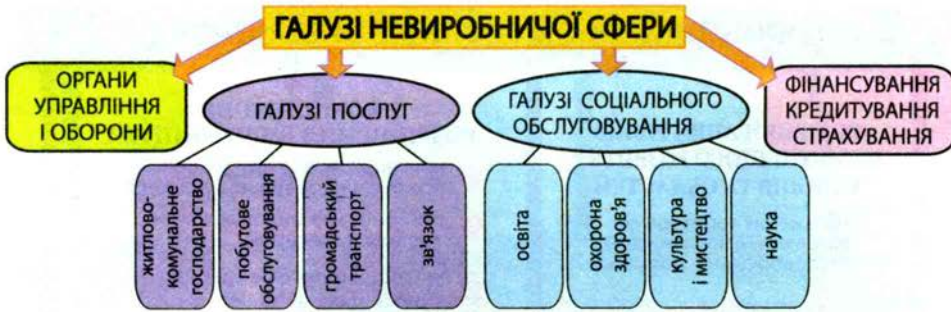 ГАЛУЗІ НЕВИРОБНИЧОЇ СФЕРИ
ОРГАНИ
УПРАВЛІННЯ
І ОБОРОНИ
ГАЛУЗІ ПОСЛУГ
ГАЛУЗІ СОЦІАЛЬНОГО
ОБСЛУГОВУВАННЯ
ФІНАНСУВАННЯ
КРЕДИТУВАННЯ
СТРАХУВАННЯ
житлово-
комунальне
господарство
побутове
обслуговування
громадський
транспорт
зв'язок
освіта
охорона
здоров'я
культура
і мистецтво
наука